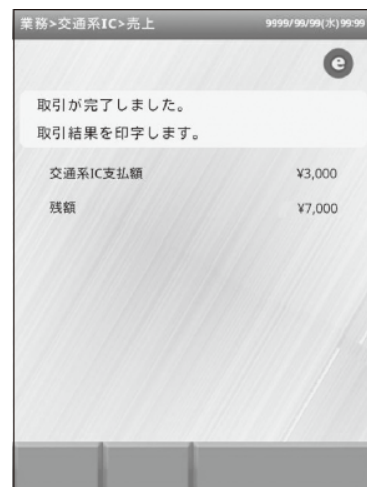 業務>交通系IC>売上 9999/99/99(水)99:99
e
取引が完了しました。
取引結果を印字します。
交通系IC支払額 ¥3,000
残額 ¥7,000